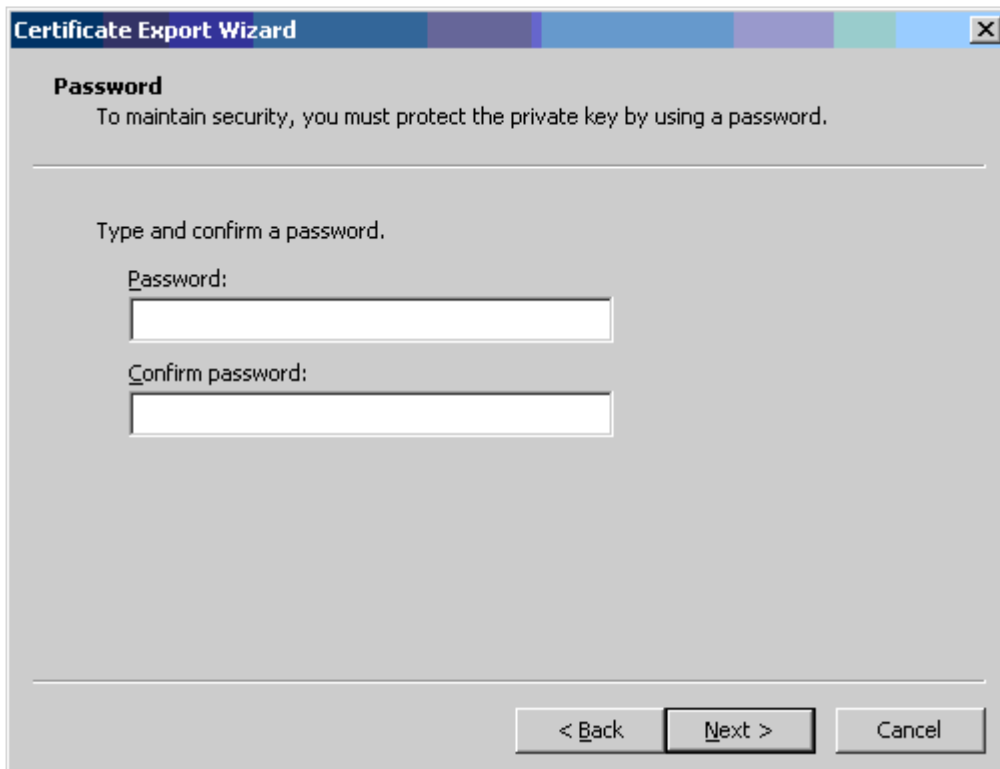 Certificate Export Wizard
Password
To maintain security, you must protect the private key by using a password.
Type and confirm a password.
Password:
Confirm password:
< Back
Next >
Cancel